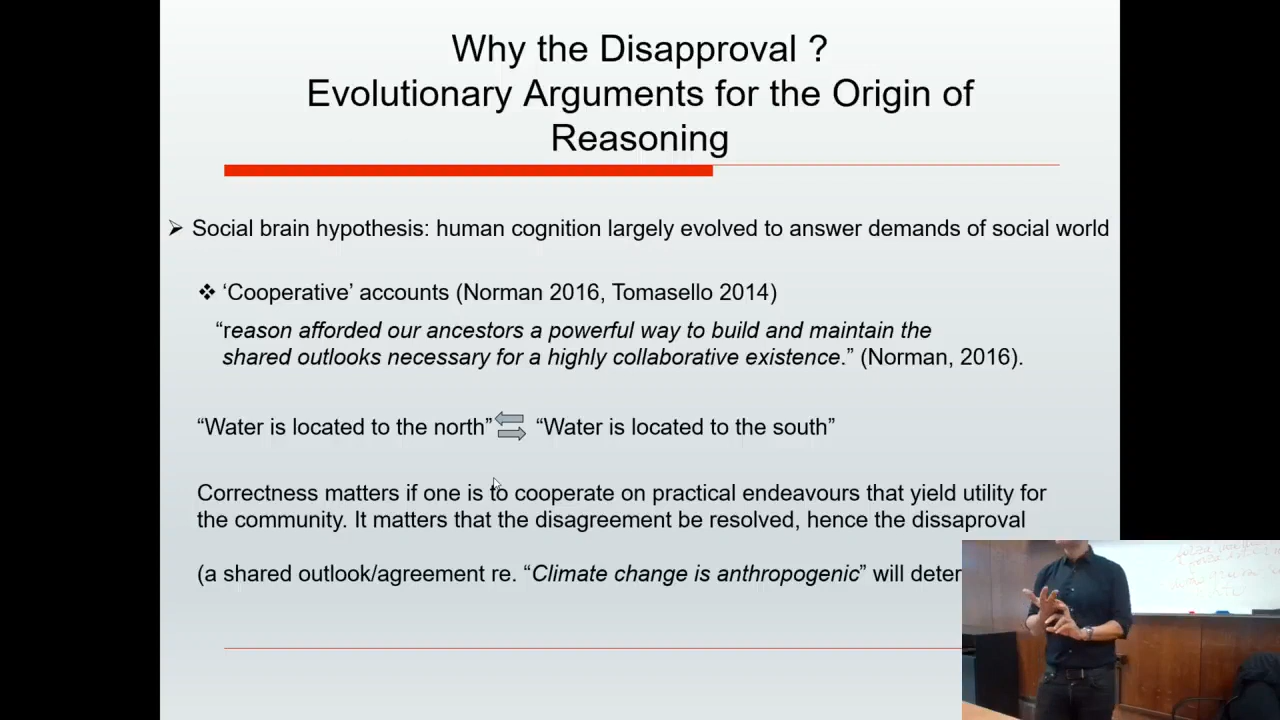 Why the Disapproval ?
Evolutionary Arguments for the Origin of
Reasoning
Social brain hypothesis: human cognition largely evolved to answer demands of social world
‘Cooperative’ accounts (Norman 2016, Tomasello 2014)
“reason afforded our ancestors a powerful way to build and maintain the
shared outlooks necessary for a highly collaborative existence.” (Norman, 2016).
“Water is located to the north” “Water is located to the south”
Correctness matters if one is to cooperate on practical endeavours that yield utility for
the community. It matters that the disagreement be resolved, hence the dissaproval
(a shared outlook/agreement re. “Climate change is anthropogenic” will deter